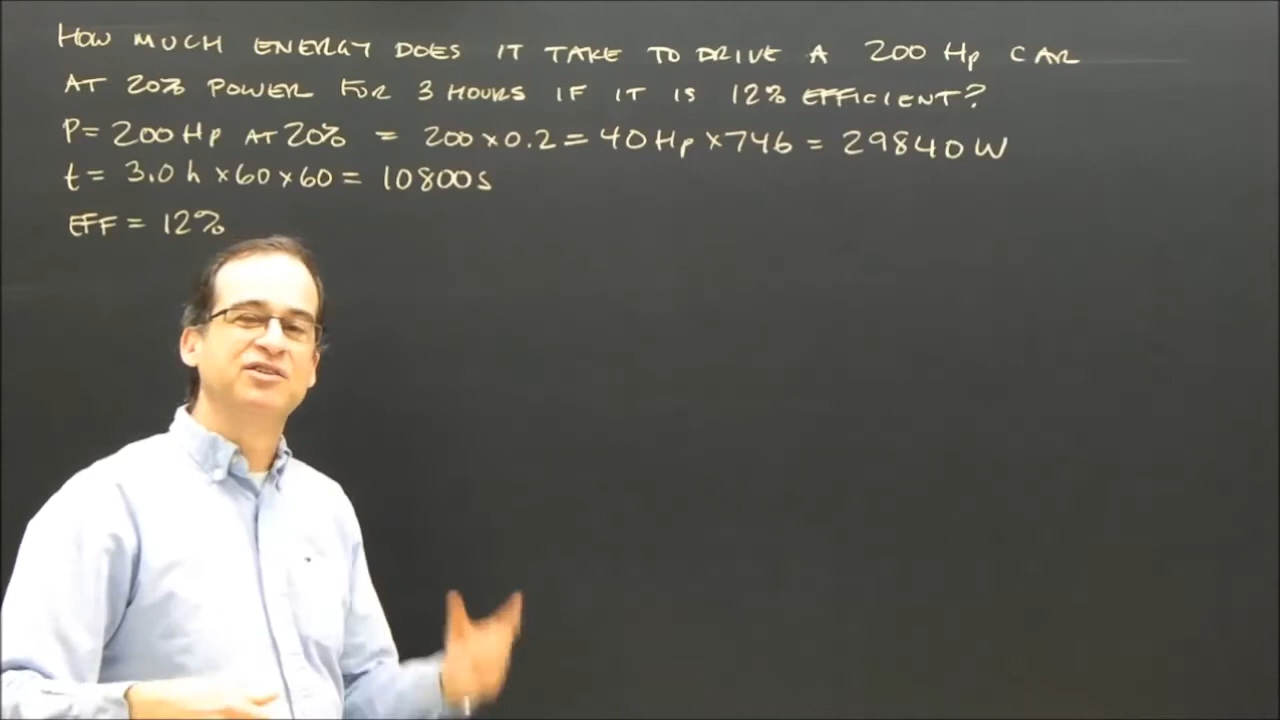 HOW MUCH ENERGY DOES IT TAKE TO DRIVE A 200 Hp CAR
AT 20% POWER FOR 3 HOURS IF IT IS 12% EFFICIENT?
P = 200 Hp AT 20% = 200 × 0.2 = 40 Hp × 746 = 29840 W
t = 3.0 h × 60 × 60 = 10800 s
EFF = 12%